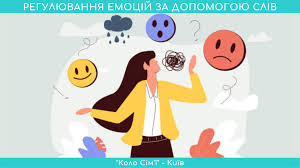 РЕГУЛЮВАННЯ ЕМОЦІЙ ЗА ДОПОМОГОЮ СЛІВ
"Коло Сім'ї" - Київ